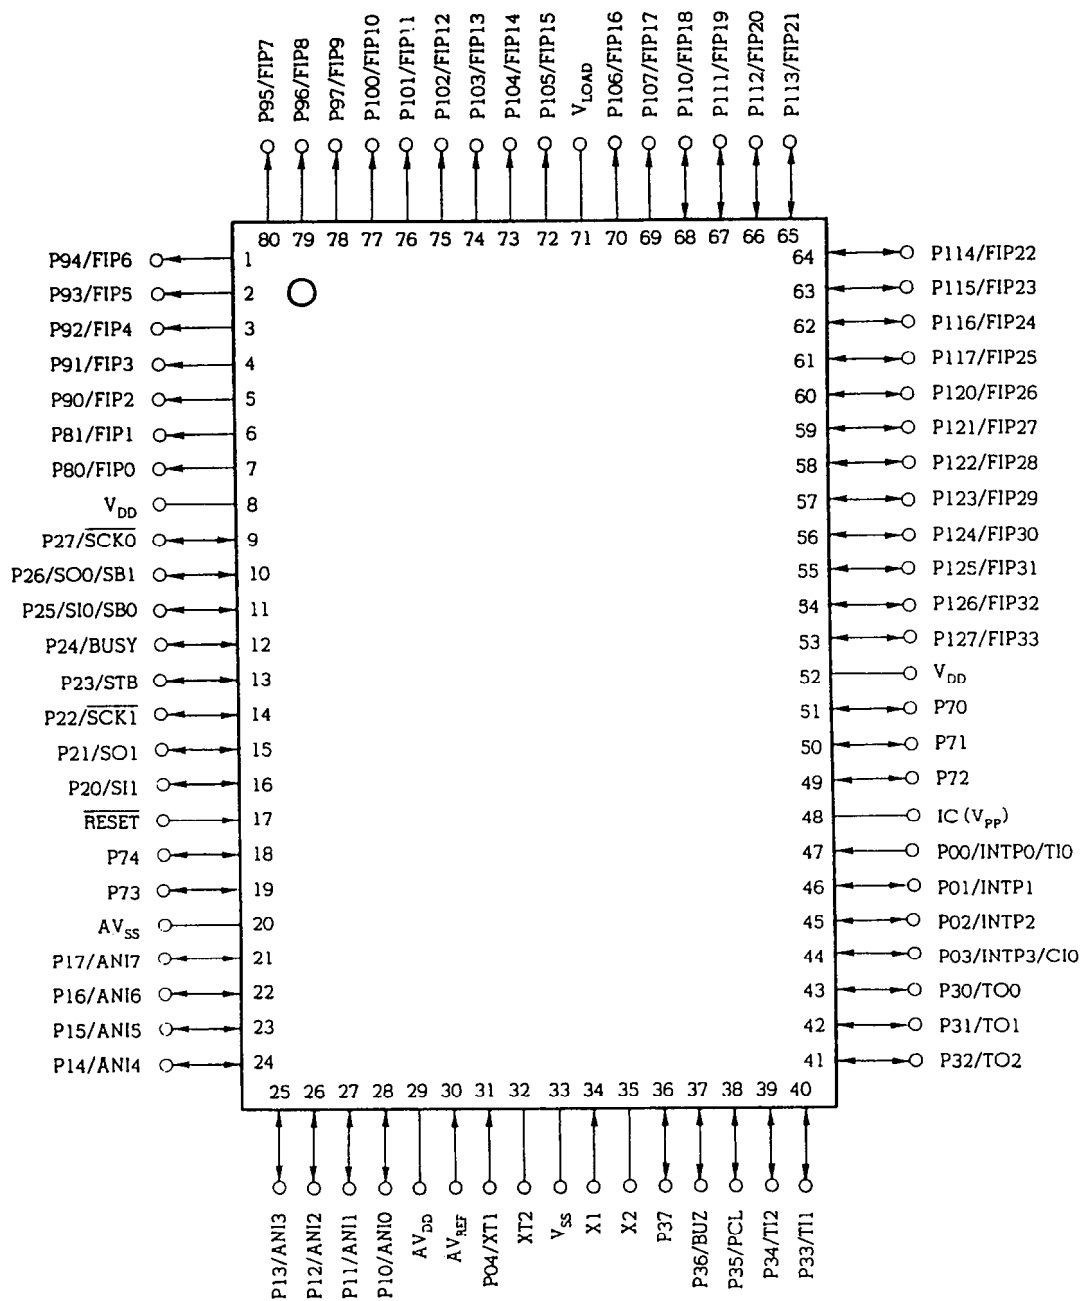 P95/FIP7
P96/FIP8
P97/FIP9
P100/FIP10
P101/FIP11
P102/FIP12
P103/FIP13
P104/FIP14
P105/FIP15
VLOAD
P106/FIP16
P107/FIP17
P110/FIP18
P111/FIP19
P112/FIP20
P113/FIP21
80 79 78 77 76 75 74 73 72 71 70 69 68 67 66 65
P94/FIP6 1
P93/FIP5 2
P92/FIP4 3
P91/FIP3 4
P90/FIP2 5
P81/FIP1 6
P80/FIP0 7
VDD 8
P27/SCK0 9
P26/SO0/SB1 10
P25/SI0/SB0 11
P24/BUSY 12
P23/STB 13
P22/SCK1 14
P21/SO1 15
P20/SI1 16
RESET 17
P74 18
P73 19
AVSS 20
P17/ANI7 21
P16/ANI6 22
P15/ANI5 23
P14/ANI4 24
64 P114/FIP22
63 P115/FIP23
62 P116/FIP24
61 P117/FIP25
60 P120/FIP26
59 P121/FIP27
58 P122/FIP28
57 P123/FIP29
56 P124/FIP30
55 P125/FIP31
54 P126/FIP32
53 P127/FIP33
52 VDD
51 P70
50 P71
49 P72
48 IC (VPP)
47 P00/INTP0/TI0
46 P01/INTP1
45 P02/INTP2
44 P03/INTP3/CI0
43 P30/TO0
42 P31/TO1
41 P32/TO2
25 26 27 28 29 30 31 32 33 34 35 36 37 38 39 40
P13/ANI3
P12/ANI2
P11/ANI1
P10/ANI0
AVDD
AVREF
P04/XT1
XT2
VSS
X1
X2
P37
P36/BUZ
P35/PCL
P34/TI2
P33/TI1